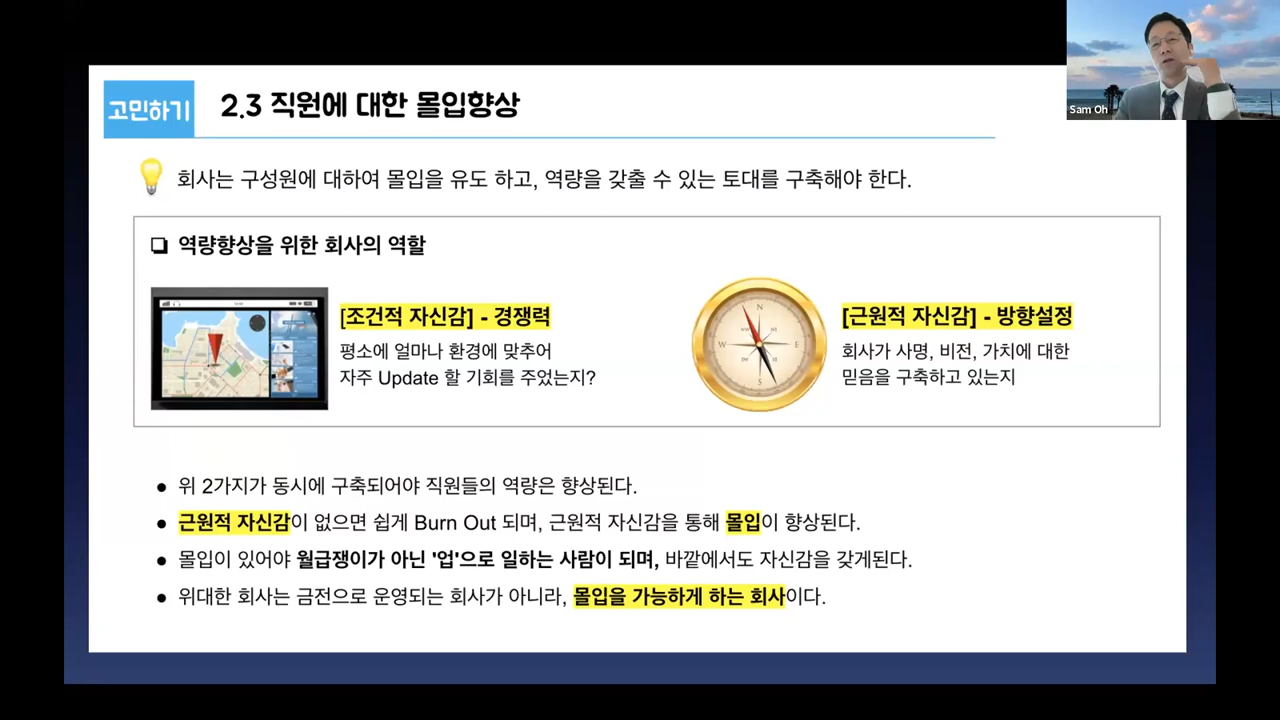 Sam Oh
고민하기
2.3 직원에 대한 몰입향상
회사는 구성원에 대하여 몰입을 유도 하고, 역량을 갖출 수 있는 토대를 구축해야 한다.
❏ 역량향상을 위한 회사의 역할
[조건적 자신감] - 경쟁력
평소에 얼마나 환경에 맞추어
자주 Update 할 기회를 주었는지?
N
W
E
S
[근원적 자신감] - 방향설정
회사가 사명, 비전, 가치에 대한
믿음을 구축하고 있는지
● 위 2가지가 동시에 구축되어야 직원들의 역량은 향상된다.
● 근원적 자신감이 없으면 쉽게 Burn Out 되며, 근원적 자신감을 통해 몰입이 향상된다.
● 몰입이 있어야 월급쟁이가 아닌 '업'으로 일하는 사람이 되며, 바깥에서도 자신감을 갖게된다.
● 위대한 회사는 금전으로 운영되는 회사가 아니라, 몰입을 가능하게 하는 회사이다.